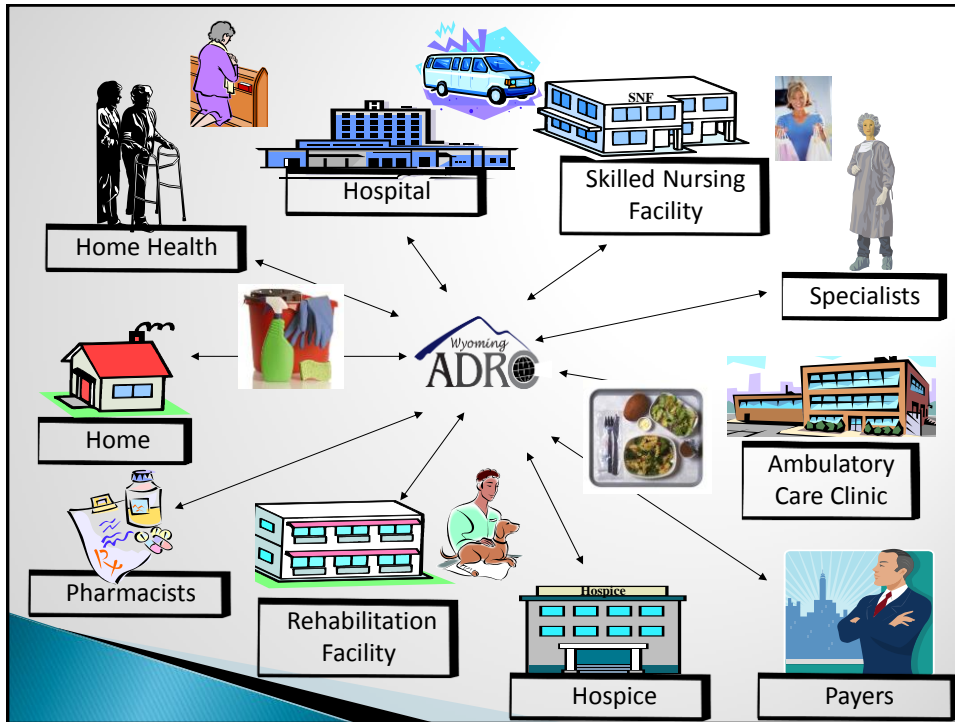 H
SNF
Hospital
Skilled Nursing
Facility
Home Health
Specialists
Wyoming
ADRC
Home
Ambulatory
Care Clinic
Rx
Pharmacists
Rehabilitation
Facility
Hospice
Hospice
Payers